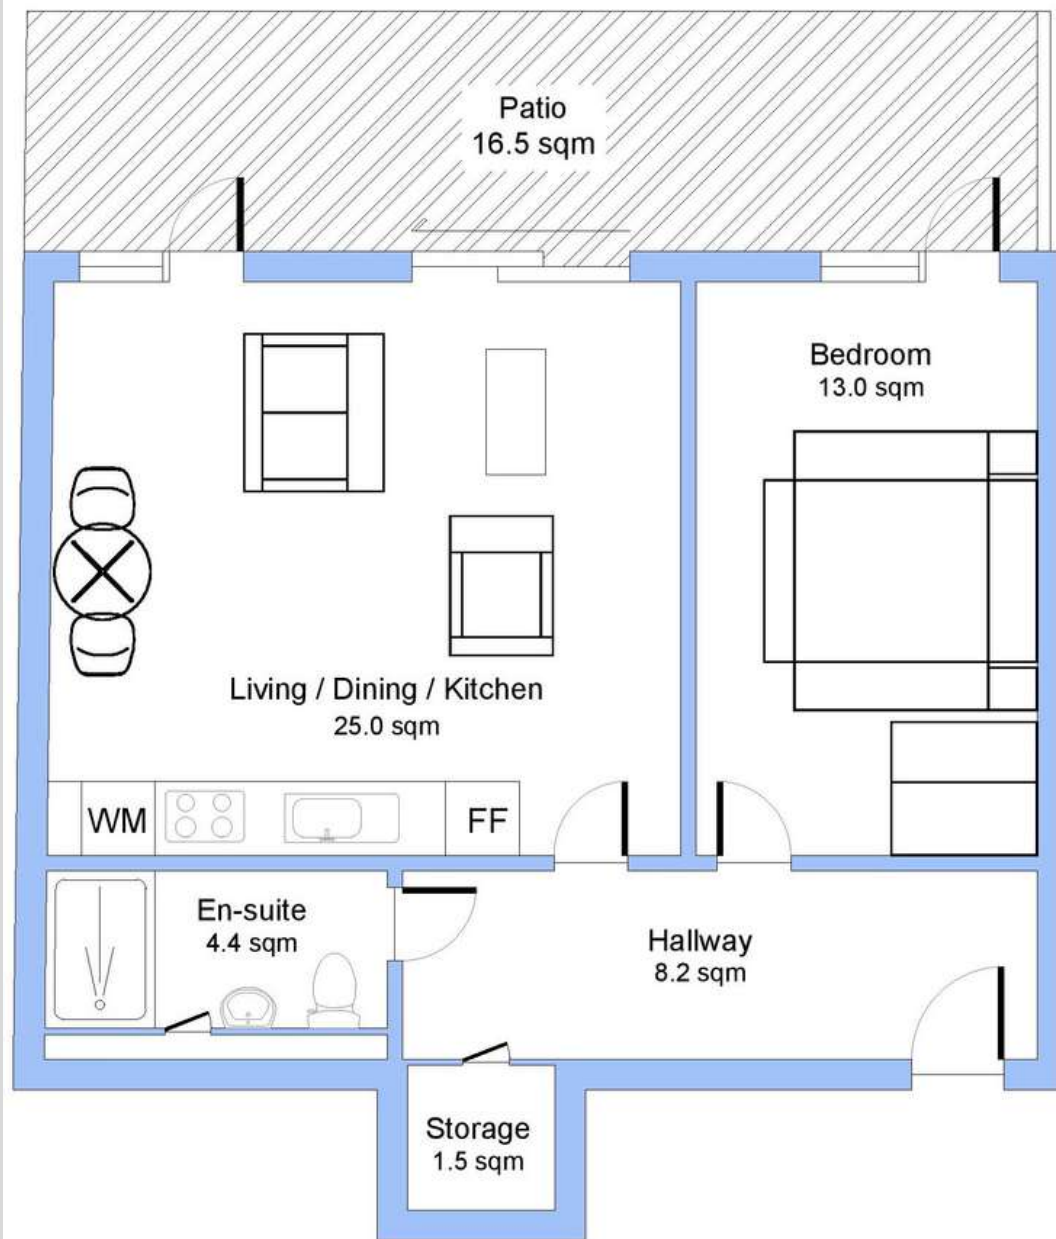 Patio
16.5 sqm
Bedroom
13.0 sqm
Living / Dining / Kitchen
25.0 sqm
WM
FF
En-suite
4.4 sqm
Hallway
8.2 sqm
Storage
1.5 sqm